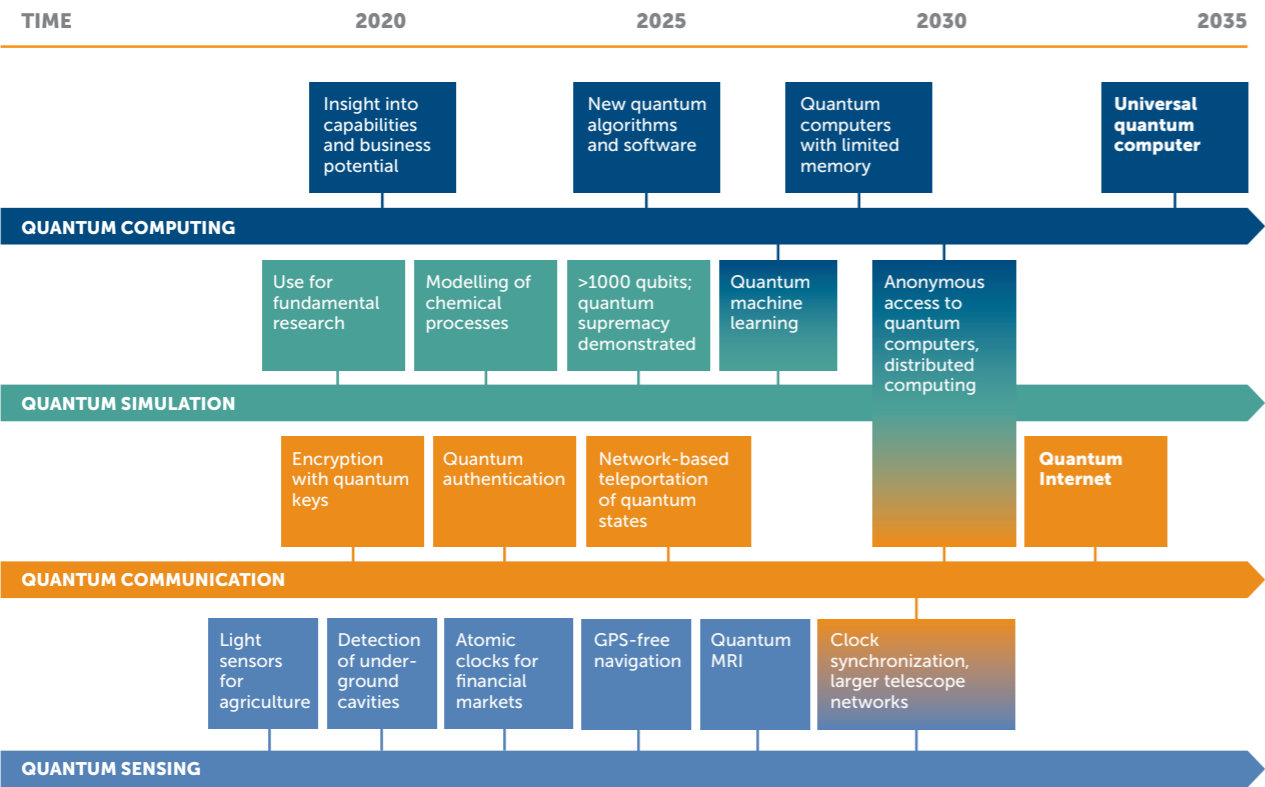 TIME 2020 2025 2030 2035
Insight into
capabilities
and business
potential
New quantum
algorithms
and software
Quantum
computers
with limited
memory
Universal
quantum
computer
QUANTUM COMPUTING
Use for
fundamental
research
Modelling of
chemical
processes
>1000 qubits;
quantum
supremacy
demonstrated
Quantum
machine
learning
Anonymous
access to
quantum
computers,
distributed
computing
QUANTUM SIMULATION
Encryption
with quantum
keys
Quantum
authentication
Network-based
teleportation
of quantum
states
Quantum
Internet
QUANTUM COMMUNICATION
Light
sensors
for
agriculture
Detection
of under-
ground
cavities
Atomic
clocks for
financial
markets
GPS-free
navigation
Quantum
MRI
Clock
synchronization,
larger telescope
networks
QUANTUM SENSING